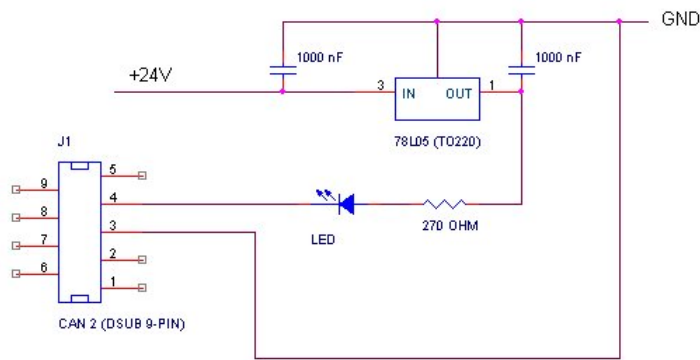 GND
1000 nF
1000 nF
+24V
3 IN OUT 1
78L05 (TO220)
J1
5
9
4
8
3
7
2
6
1
LED
270 OHM
CAN 2 (DSUB 9-PIN)